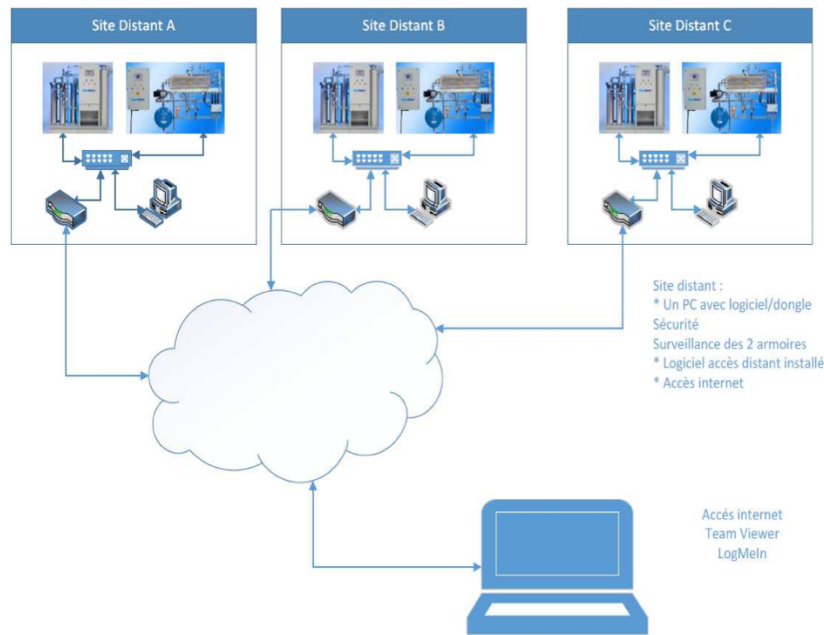 Site Distant A
Site Distant B
Site Distant C
Site distant :
* Un PC avec logiciel/dongle
Sécurité
Surveillance des 2 armoires
* Logiciel accès distant installé
* Accès internet
Accés internet
Team Viewer
LogMeIn